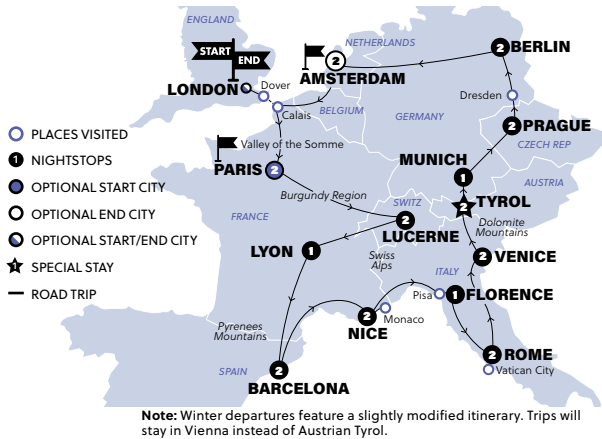 ENGLAND
NETHERLANDS
START
END
2
AMSTERDAM
2
BERLIN
LONDON
Dover
Calais
BELGIUM
GERMANY
Dresden
PLACES VISITED
1 NIGHTSTOPS
OPTIONAL START CITY
OPTIONAL END CITY
OPTIONAL START/END CITY
1 SPECIAL STAY
ROAD TRIP
Valley of the Somme
PARIS
2
2
PRAGUE
CZECH REP
MUNICH
1
AUSTRIA
Burgundy Region
SWITZ
2
TYROL
FRANCE
2
LUCERNE
Dolomite
Mountains
LYON
1
Swiss
Alps
2
VENICE
ITALY
Pisa
1
FLORENCE
Monaco
2
NICE
Pyrenees
Mountains
2
ROME
Vatican City
SPAIN
2
BARCELONA
Note: Winter departures feature a slightly modified itinerary. Trips will
stay in Vienna instead of Austrian Tyrol.